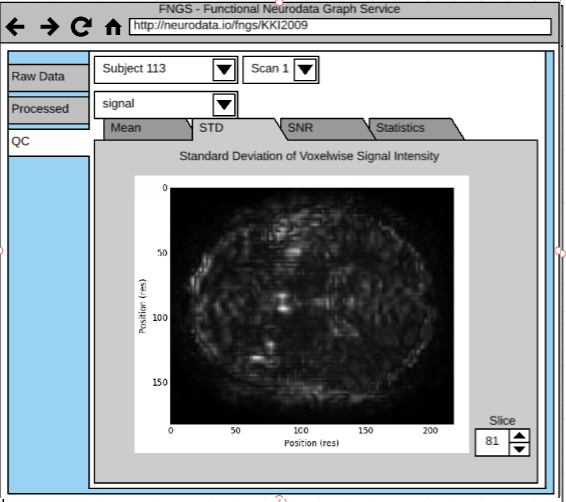 FNGS - Functional Neurodata Graph Service
http://neurodata.io/fngs/KKI2009
Raw Data
Processed
QC
Subject 113
Scan 1
signal
Mean
STD
SNR
Statistics
Standard Deviation of Voxelwise Signal Intensity
0
50
100
150
Position (res)
0
50
100
150
200
Position (res)
Slice
81